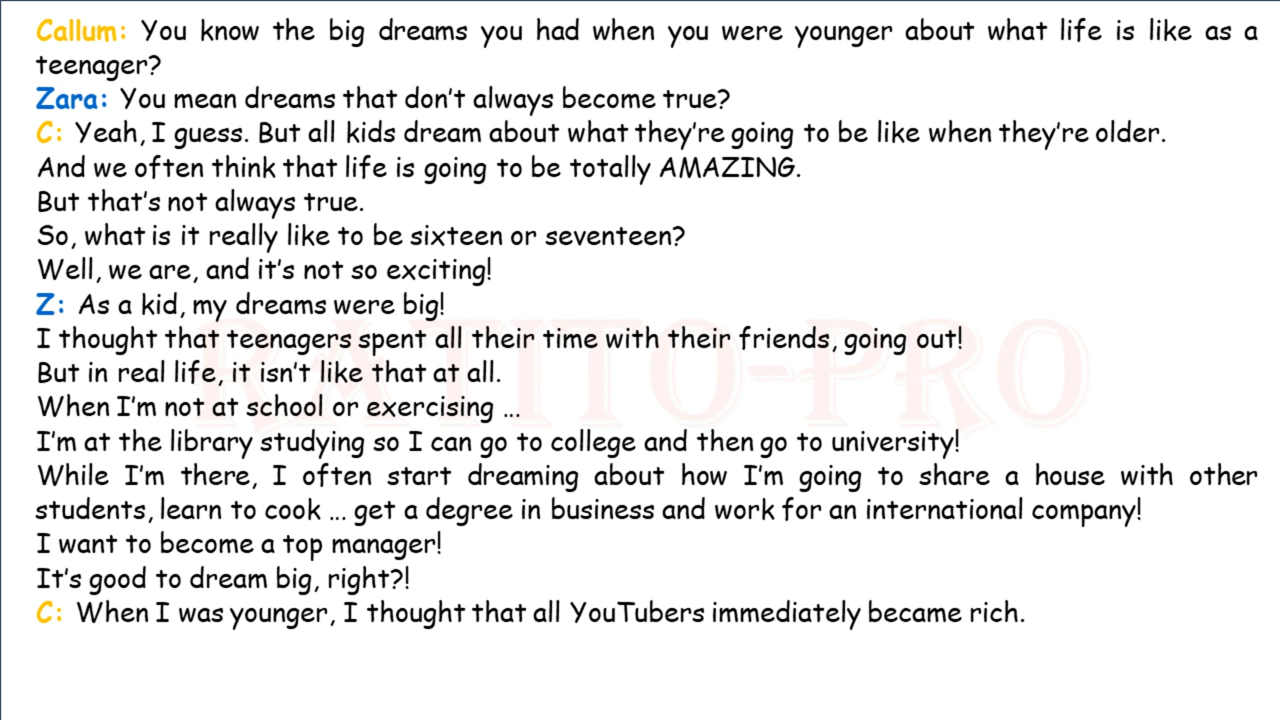 Callum: You know the big dreams you had when you were younger about what life is like as a
teenager?
Zara: You mean dreams that don't always become true?
C: Yeah, I guess. But all kids dream about what they're going to be like when they're older.
And we often think that life is going to be totally AMAZING.
But that's not always true.
So, what is it really like to be sixteen or seventeen?
Well, we are, and it's not so exciting!
Z: As a kid, my dreams were big!
I thought that teenagers spent all their time with their friends, going out!
But in real life, it isn't like that at all.
When I'm not at school or exercising ...
I'm at the library studying so I can go to college and then go to university!
While I'm there, I often start dreaming about how I'm going to share a house with other
students, learn to cook ... get a degree in business and work for an international company!
I want to become a top manager!
It's good to dream big, right?!
C: When I was younger, I thought that all YouTubers immediately became rich.
RATITO-PRO